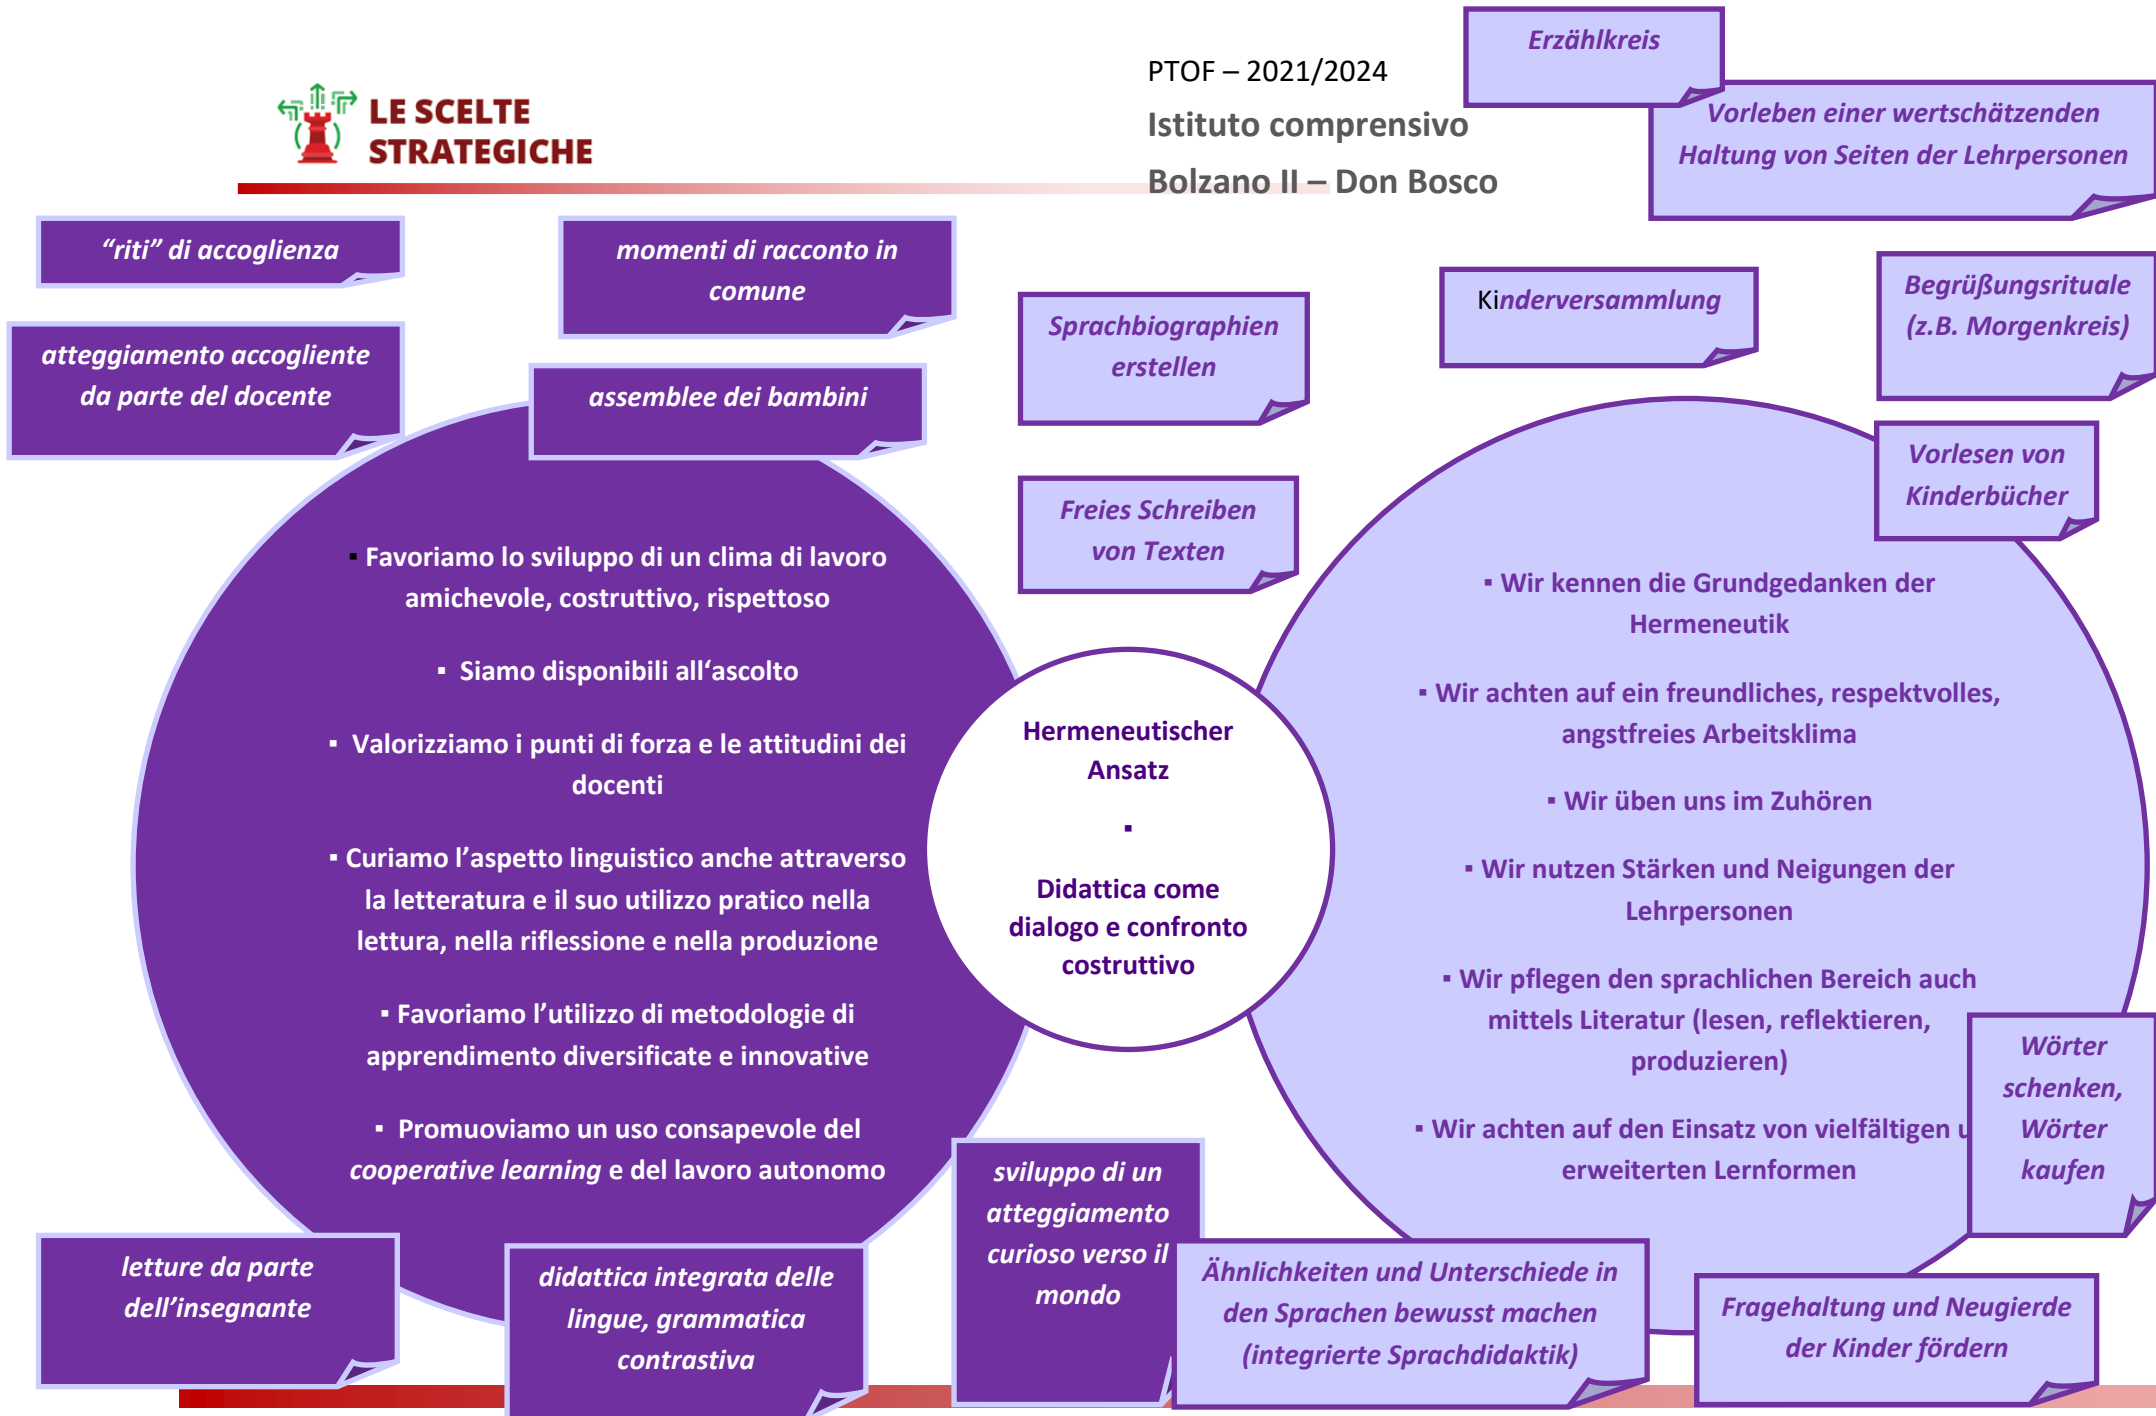 LE SCELTE
STRATEGICHE
PTOF – 2021/2024
Istituto comprensivo
Bolzano II – Don Bosco
Erzählkreis
Vorleben einer wertschätzenden
Haltung von Seiten der Lehrpersonen
“riti” di accoglienza
momenti di racconto in
comune
atteggiamento accogliente
da parte del docente
assemblee dei bambini
Sprachbiographien
erstellen
Kinderversammlung
Begrüßungsrituale
(z.B. Morgenkreis)
Vorlesen von
Kinderbücher
Freies Schreiben
von Texten
▪ Favoriamo lo sviluppo di un clima di lavoro
amichevole, costruttivo, rispettoso
▪ Siamo disponibili all‘ascolto
▪ Valorizziamo i punti di forza e le attitudini dei
docenti
▪ Curiamo l’aspetto linguistico anche attraverso
la letteratura e il suo utilizzo pratico nella
lettura, nella riflessione e nella produzione
▪ Favoriamo l’utilizzo di metodologie di
apprendimento diversificate e innovative
▪ Promuoviamo un uso consapevole del
cooperative learning e del lavoro autonomo
Hermeneutischer
Ansatz
▪
Didattica come
dialogo e confronto
costruttivo
▪ Wir kennen die Grundgedanken der
Hermeneutik
▪ Wir achten auf ein freundliches, respektvolles,
angstfreies Arbeitsklima
▪ Wir üben uns im Zuhören
▪ Wir nutzen Stärken und Neigungen der
Lehrpersonen
▪ Wir pflegen den sprachlichen Bereich auch
mittels Literatur (lesen, reflektieren,
produzieren)
▪ Wir achten auf den Einsatz von vielfältigen
erweiterten Lernformen
Wörter
schenken,
Wörter
kaufen
letture da parte
dell’insegnante
didattica integrata delle
lingue, grammatica
contrastiva
sviluppo di un
atteggiamento
curioso verso il
mondo
Ähnlichkeiten und Unterschiede in
den Sprachen bewusst machen
(integrierte Sprachdidaktik)
Fragehaltung und Neugierde
der Kinder fördern